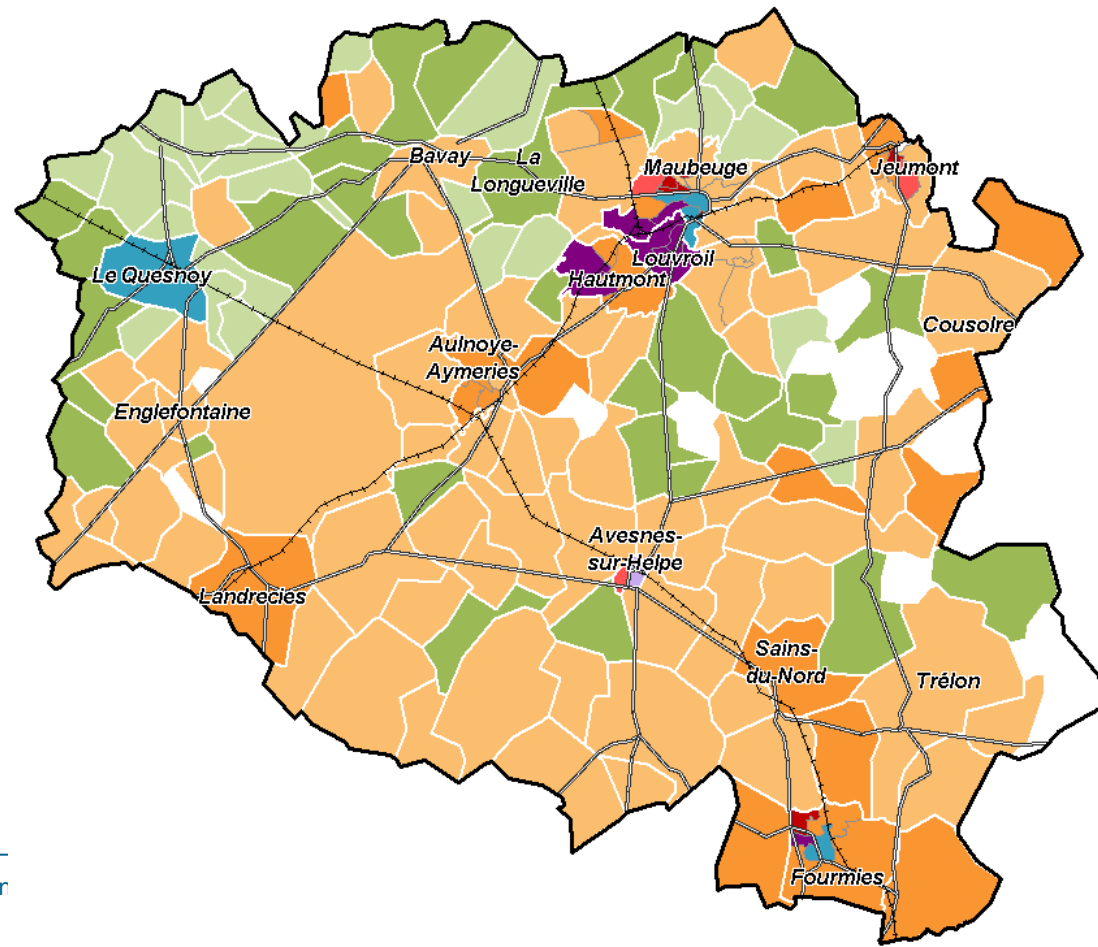 Bavay
La
Longueville
Maubeuge
Jeumont
Le Quesnoy
Louvroil
Hautmont
Cousolre
Aulnoye-
Aymeries
Englefontaine
Avesnes-
sur-Helpe
Landrecies
Sains-
du-Nord
Trélon
Fourmies